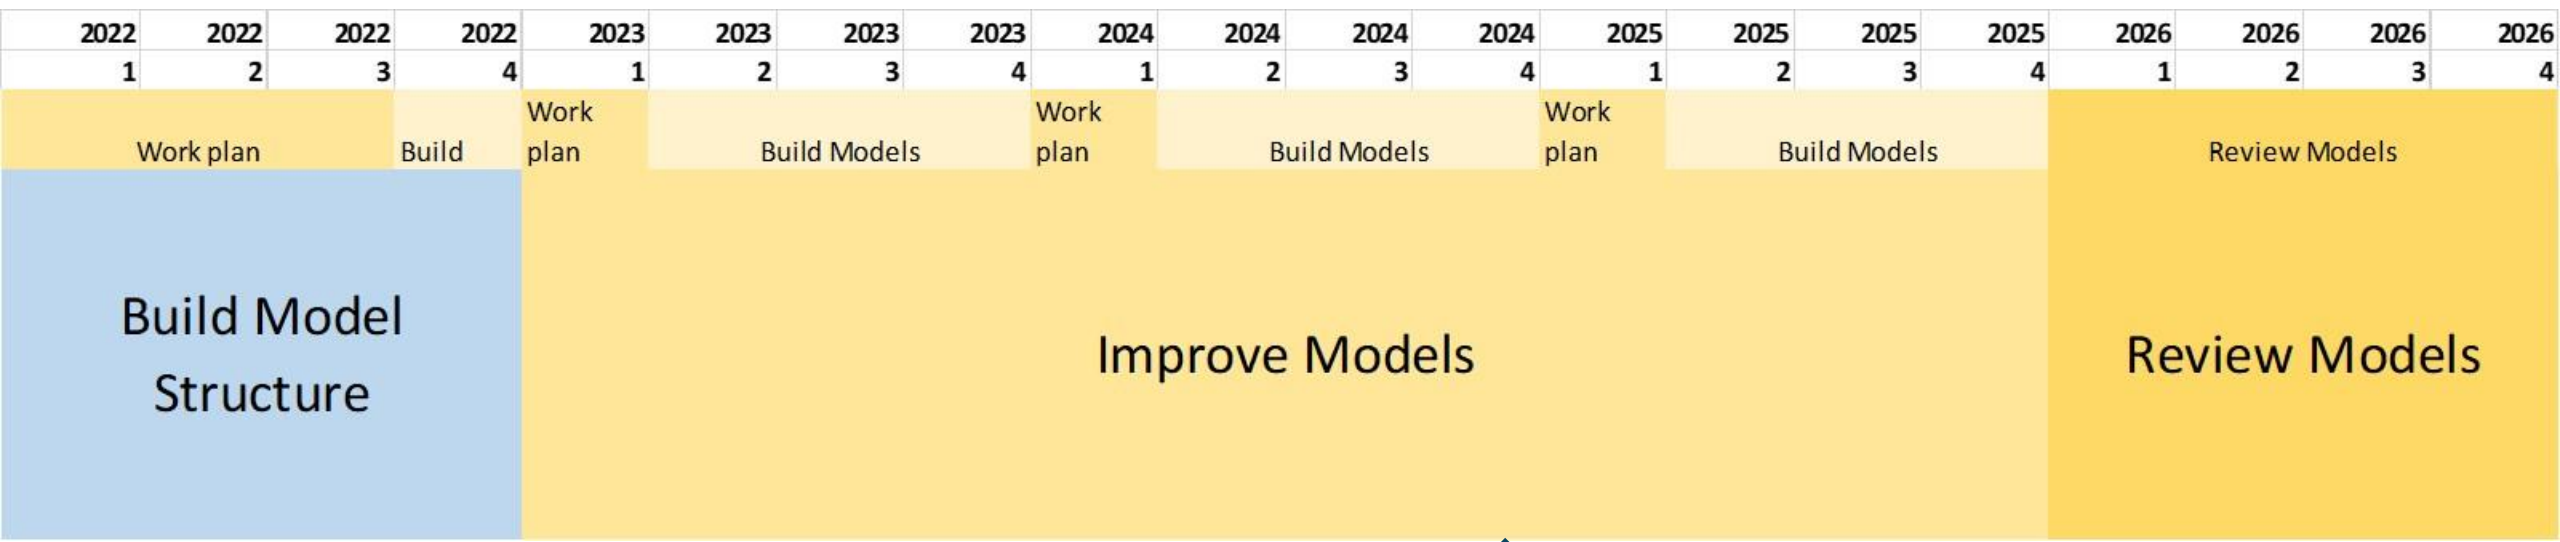 2022 2022 2022 2022 2023 2023 2023 2023 2024 2024 2024 2024 2025 2025 2025 2025 2026 2026 2026 2026
1 2 3 4 1 2 3 4 1 2 3 4 1 2 3 4 1 2 3 4
Work Work Work
Work plan Build plan Build Models plan Build Models plan Build Models Review Models
Build Model
Structure
Improve Models
Review Models